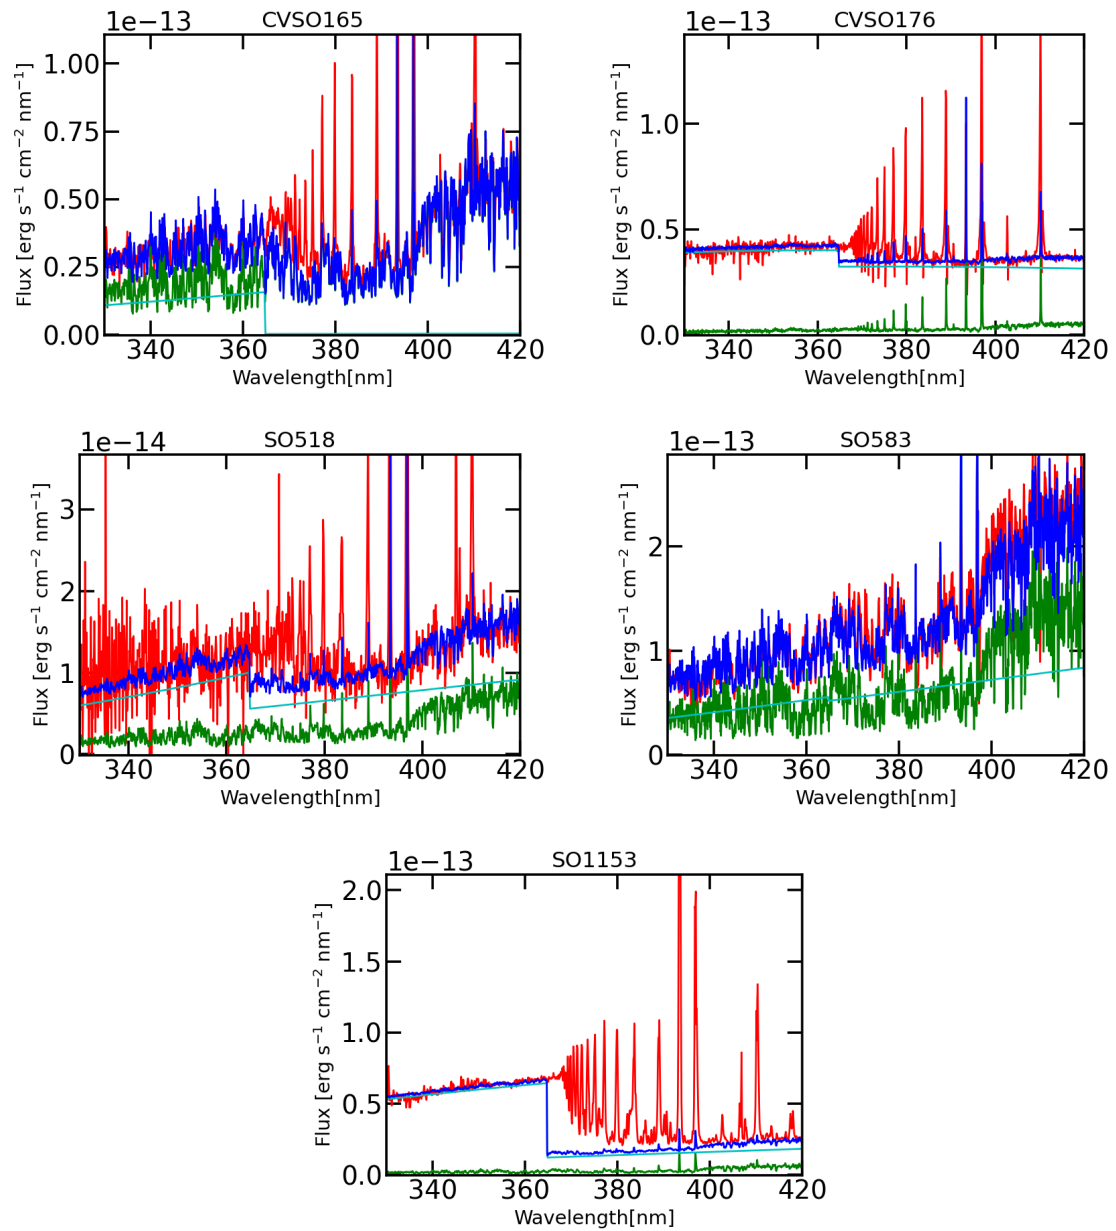 1e−13 CVSO165
1.00
0.75
0.50
0.25
0.00
Flux [erg s⁻¹ cm⁻² nm⁻¹]
340 360 380 400 420
Wavelength[nm]
1e−13 CVSO176
1.0
0.5
0.0
Flux [erg s⁻¹ cm⁻² nm⁻¹]
340 360 380 400 420
Wavelength[nm]
1e−14 SO518
3
2
1
0
Flux [erg s⁻¹ cm⁻² nm⁻¹]
340 360 380 400 420
Wavelength[nm]
1e−13 SO583
2
1
0
Flux [erg s⁻¹ cm⁻² nm⁻¹]
340 360 380 400 420
Wavelength[nm]
1e−13 SO1153
2.0
1.5
1.0
0.5
0.0
Flux [erg s⁻¹ cm⁻² nm⁻¹]
340 360 380 400 420
Wavelength[nm]